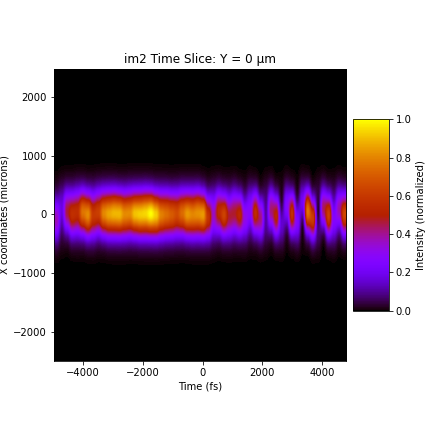 im2 Time Slice: Y = 0 μm
2000
1000
0
−1000
−2000
X coordinates (microns)
−4000 −2000 0 2000 4000
Time (fs)
1.0
0.8
0.6
0.4
0.2
0.0
Intensity (normalized)